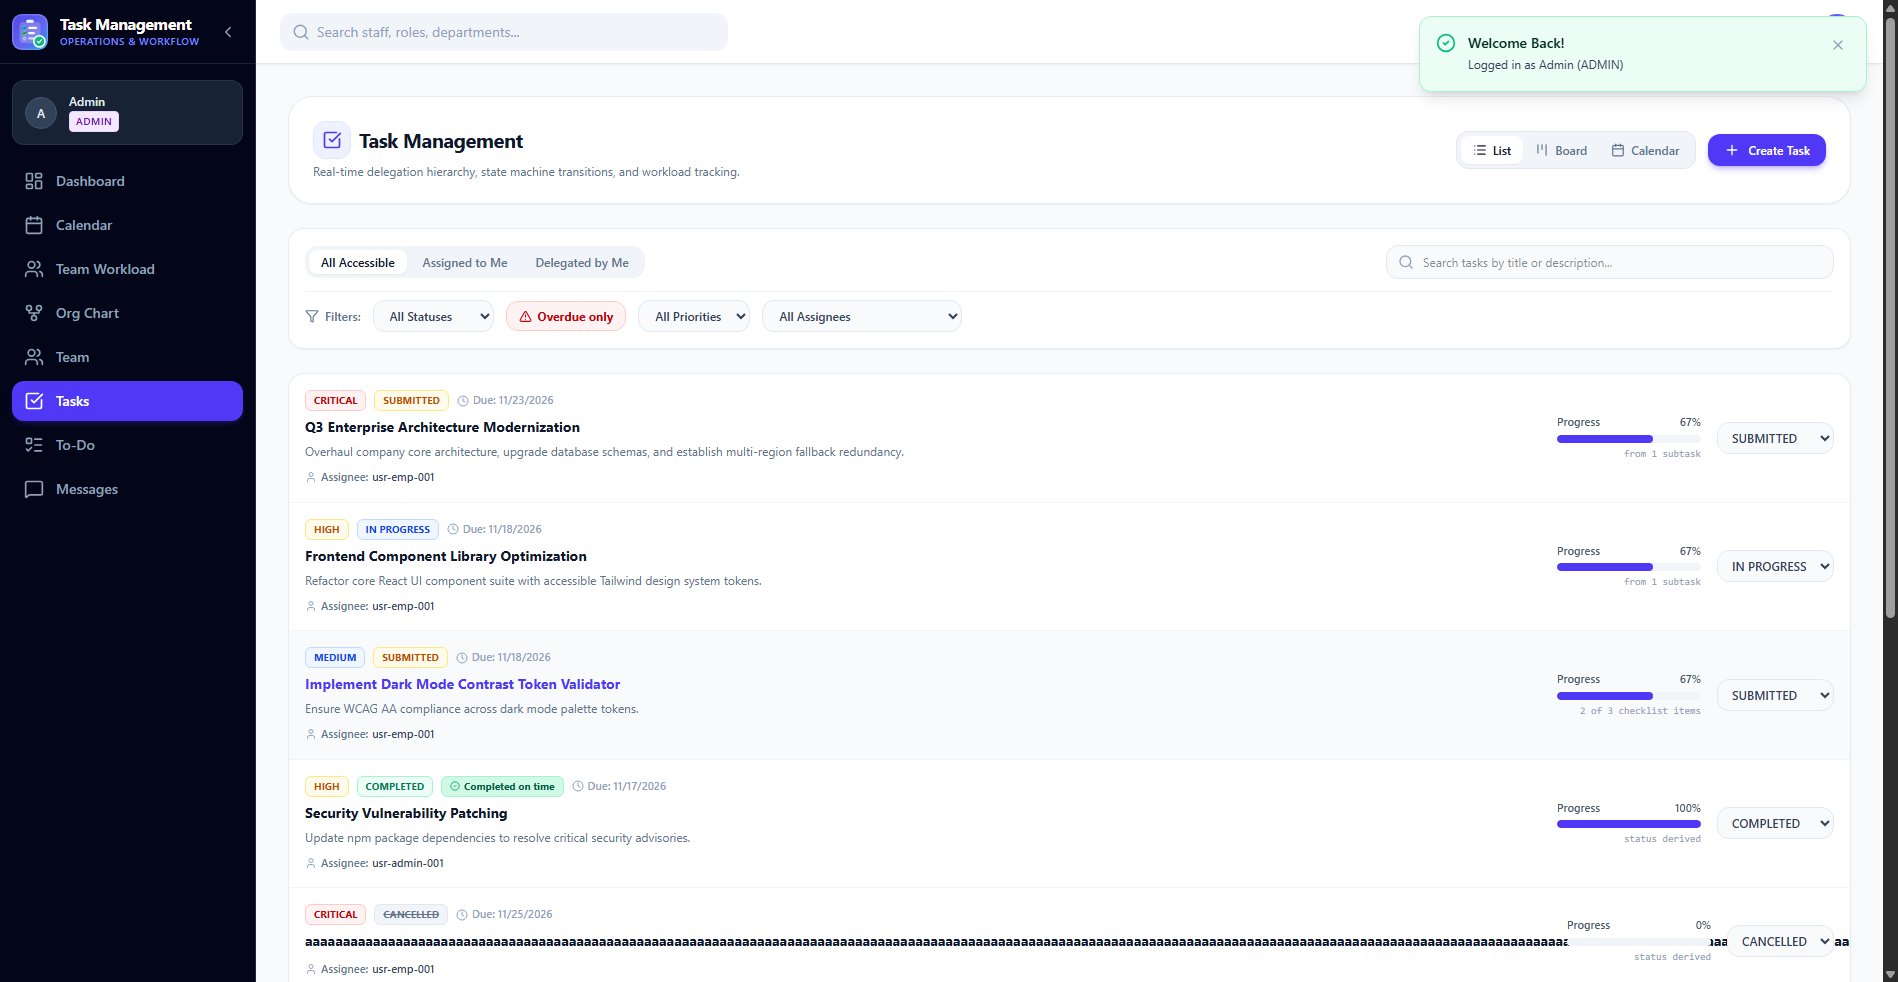 Task Management
OPERATIONS & WORKFLOW
A
Admin
ADMIN
Dashboard
Calendar
Team Workload
Org Chart
Team
Tasks
To-Do
Messages
Search staff, roles, departments...
Welcome Back!
Logged in as Admin (ADMIN)
Task Management
Real-time delegation hierarchy, state machine transitions, and workload tracking.
List
Board
Calendar
Create Task
All Accessible
Assigned to Me
Delegated by Me
Search tasks by title or description...
Filters:
All Statuses
Overdue only
All Priorities
All Assignees
CRITICAL SUBMITTED Due: 11/23/2026
Q3 Enterprise Architecture Modernization
Overhaul company core architecture, upgrade database schemas, and establish multi-region fallback redundancy.
Assignee: usr-emp-001
Progress 67%
from 1 subtask
SUBMITTED
HIGH IN PROGRESS Due: 11/18/2026
Frontend Component Library Optimization
Refactor core React UI component suite with accessible Tailwind design system tokens.
Assignee: usr-emp-001
Progress 67%
from 1 subtask
IN PROGRESS
MEDIUM SUBMITTED Due: 11/18/2026
Implement Dark Mode Contrast Token Validator
Ensure WCAG AA compliance across dark mode palette tokens.
Assignee: usr-emp-001
Progress 67%
2 of 3 checklist items
SUBMITTED
HIGH COMPLETED Completed on time Due: 11/17/2026
Security Vulnerability Patching
Update npm package dependencies to resolve critical security advisories.
Assignee: usr-admin-001
Progress 100%
status derived
COMPLETED
CRITICAL CANCELLED Due: 11/25/2026
Assignee: usr-emp-001
Progress 0%
status derived
CANCELLED